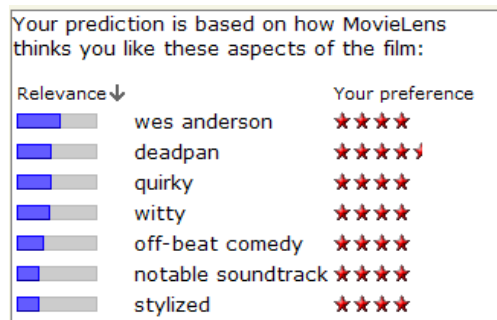 Your prediction is based on how MovieLens
thinks you like these aspects of the film:
Relevance Your preference
wes anderson
deadpan
quirky
witty
off-beat comedy
notable soundtrack
stylized